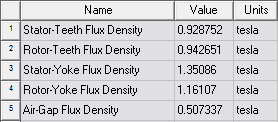 Name Value Units
1 Stator-Teeth Flux Density 0.928752 tesla
2 Rotor-Teeth Flux Density 0.942651 tesla
3 Stator-Yoke Flux Density 1.35086 tesla
4 Rotor-Yoke Flux Density 1.16107 tesla
5 Air-Gap Flux Density 0.507337 tesla